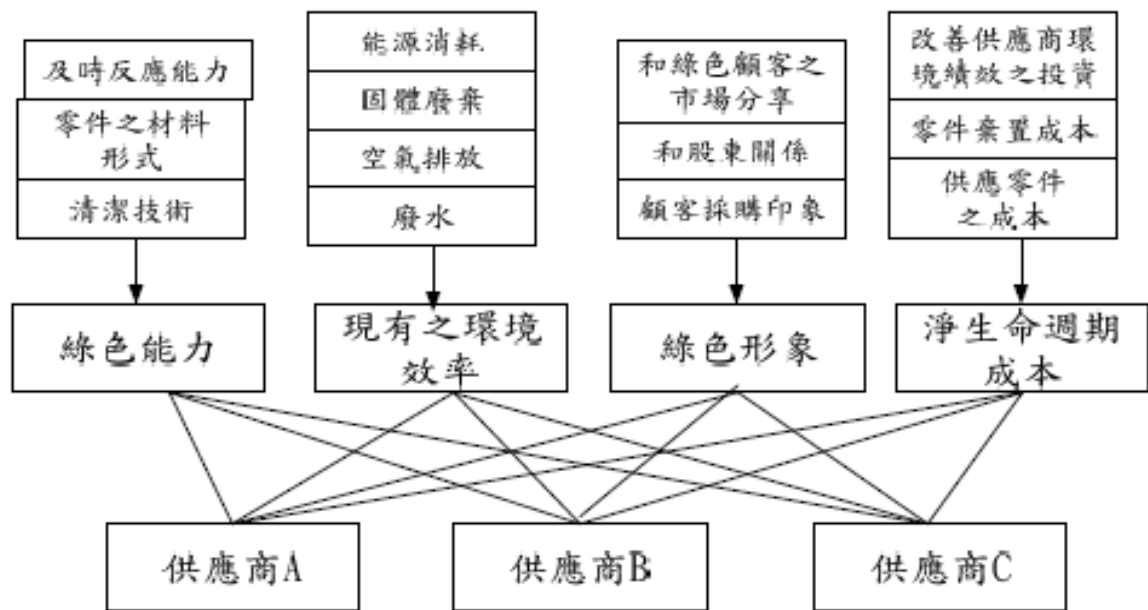 及時反應能力
零件之材料
形式
清潔技術
能源消耗
固體廢棄
空氣排放
廢水
和綠色顧客之
市場分享
和股東關係
顧客採購印象
改善供應商環
境績效之投資
零件棄置成本
供應零件
之成本
綠色能力
現有之環境
效率
綠色形象
淨生命週期
成本
供應商A
供應商B
供應商C